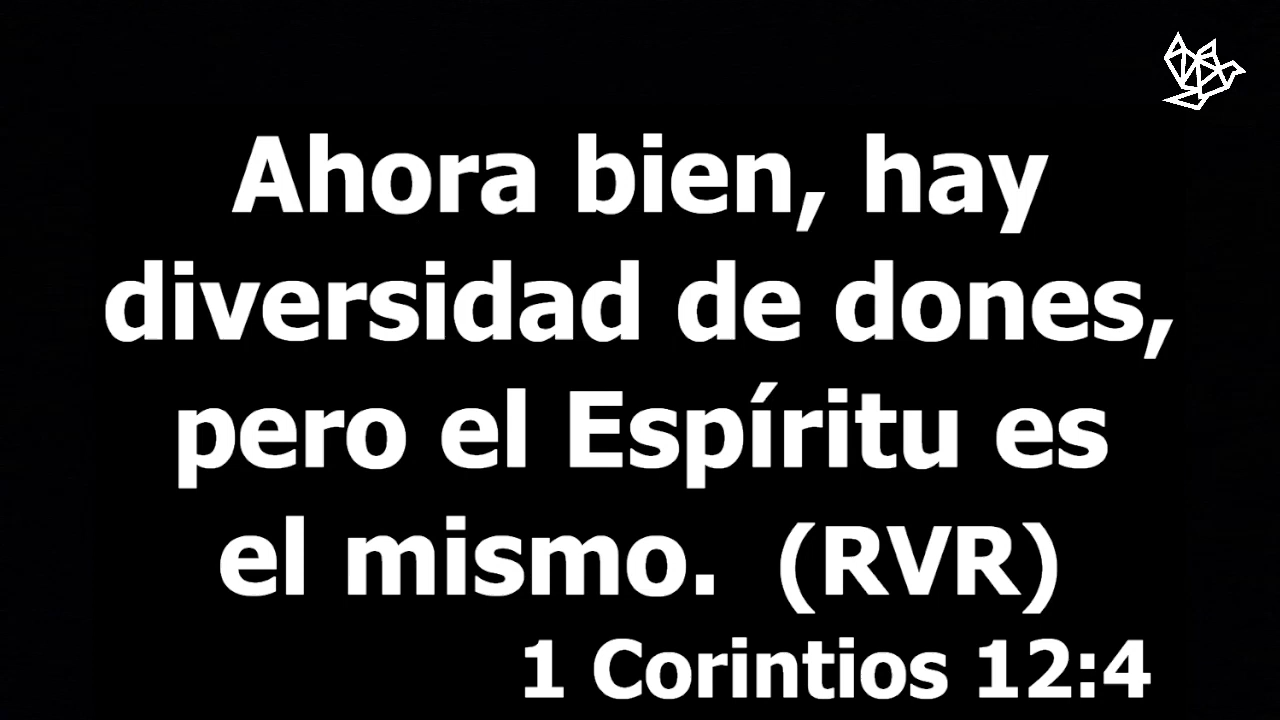 Ahora bien, hay
diversidad de dones,
pero el Espíritu es
el mismo. (RVR)
1 Corintios 12:4